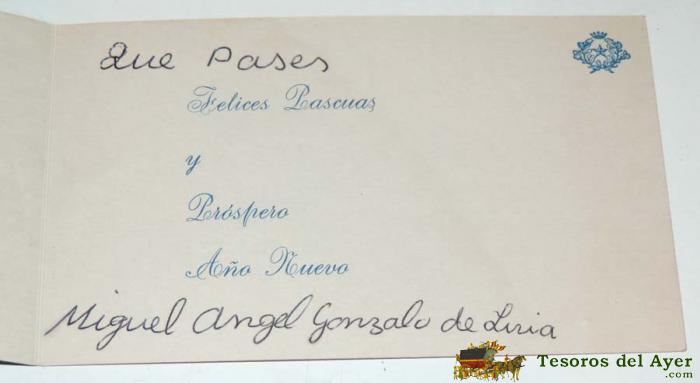 Que Pases
Felices Pascuas
y
Próspero
Año Nuevo
Miguel Angel Gonzalo de Liria
Tesoros del Ayer
.com